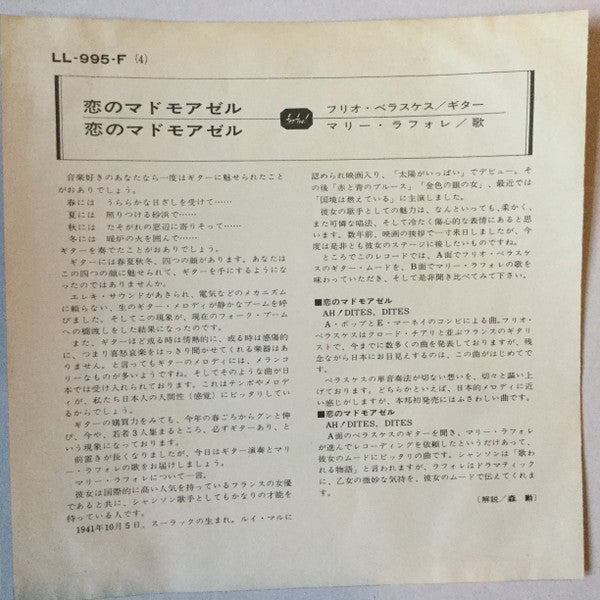 LL-995-F (4)
恋のマドモアゼル
恋のマドモアゼル
フリオ・ベラスケス/ギター
マリー・ラフォレ/歌
音楽好きのあなたなら一度はギターに魅せられたこと
がおありでしょう。
春には うららかな日ざしを受けて……
夏には 照りつける砂浜で……
秋には たそがれの窓辺に寄りそって……
冬には 暖炉の火を囲んで……
ギターを奏でたことがおありでしょう。
ギターには春夏秋冬、四つの顔があります。あなたは
この四つの顔に魅せられて、ギターを手にするようにな
ったのではありませんか。
エレキ・サウンドがあきられ、電気などのメカニズム
に頼らない、生のギター・メロディが静かなブームを呼
びました。そしてこの現象が、現在のフォーク・ブーム
への橋渡しをした結果になったのです。
また、ギターほど或る時は情熱的に、或る時は感傷的
に、つまり喜怒哀楽をはっきり聞かせてくれる楽器はあ
りません。と言ってもギターのメロディには、メランコ
リーなものが多いようですね。そしてそのような曲が日
本では受け入れられております。これはテンポやメロデ
ィが、私たち日本人の人間性(感覚)にピッタリしてい
るからでしょう。
ギターの購買力をみても、今年の春ごろからグンと伸
び、今や、若者3人集まるところ、必ずギターあり、と
いう現象になっております。
前置きが長くなりましたが、今日はギター演奏とマリ
ー・ラフォレの歌をお届けしましょう。
マリー・ラフォレについて一言。
彼女は国際的に高い人気を持っているフランスの女優
であると共に、シャンソン歌手としてもかなりの才能を
持っている人です。
1941年10月5日、スーラックの生まれ。ルイ・マルに
認められ映画入り、「太陽がいっぱい」でデビュー。そ
の後「赤と青のブルース」「金色の眼の女」、最近では
「国境は燃えている」に主演しました。
彼女の歌手としての魅力は、なんといっても、柔かく、
また可憐な唱法、そして冷たく傷心的な表情にあると思
います。数年前、映画の挨拶で一寸来日しましたが、今
度は是非とも彼女のステージに接したいものですね。
ところでこのレコードでは、A面でフリオ・ベラスケ
スのギター・ムードを、B面でマリー・ラフォレの歌を
味わっていただき、そして是非聞き比べてみて下さい。
■恋のマドモアゼル
AH! DITES, DITES
A・ポップとE・マーネイのコンビによる曲。フリオ・
ベラスケスはクロード・チアリと並ぶフランスのギタリ
ストで、今までに数多くの曲を発表しておりますが、残
念ながら日本にお目見えするのは、この曲がはじめてで
す。
ベラスケスの単音奏法が切ない想いを、切々と謳い上
げております。どちらかといえば、日本的メロディに近
い感じがしますが、本邦初発売にはふさわしい曲です。
■恋のマドモアゼル
AH! DITES, DITES
A面のベラスケスのギターを聞き、マリー・ラフォレ
が進んでレコーディングを依頼したというだけあって、
彼女のムードにピッタリの曲です。シャンソンは「歌わ
れる物語」と言われますが、ラフォレはドラマティック
に、乙女の微妙な気持を、彼女のムードで伝えてくれま
す。
〔解説/森 勲〕